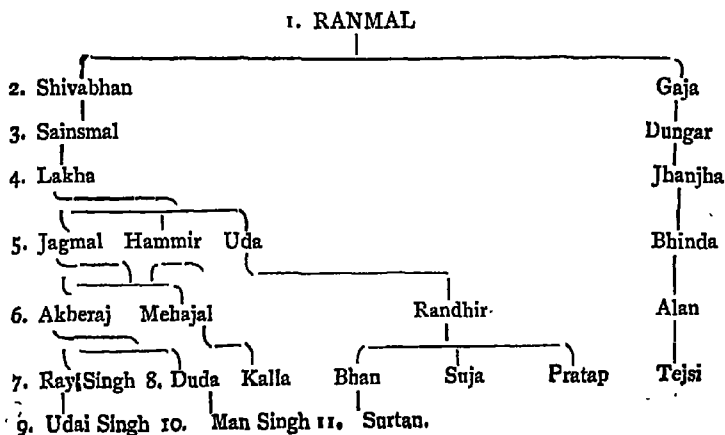 1. RANMAL
2. Shivabhan Gaja
3. Sainsmal Dungar
4. Lakha Jhanjha
5. Jagmal Hammir Uda Bhinda
6. Akheraj Mehajal Randhir Alan
7. Ray Singh 8. Duda Kalla Bhan Suja Pratap Tejsi
9. Udai Singh 10. Man Singh 11. Surtan.